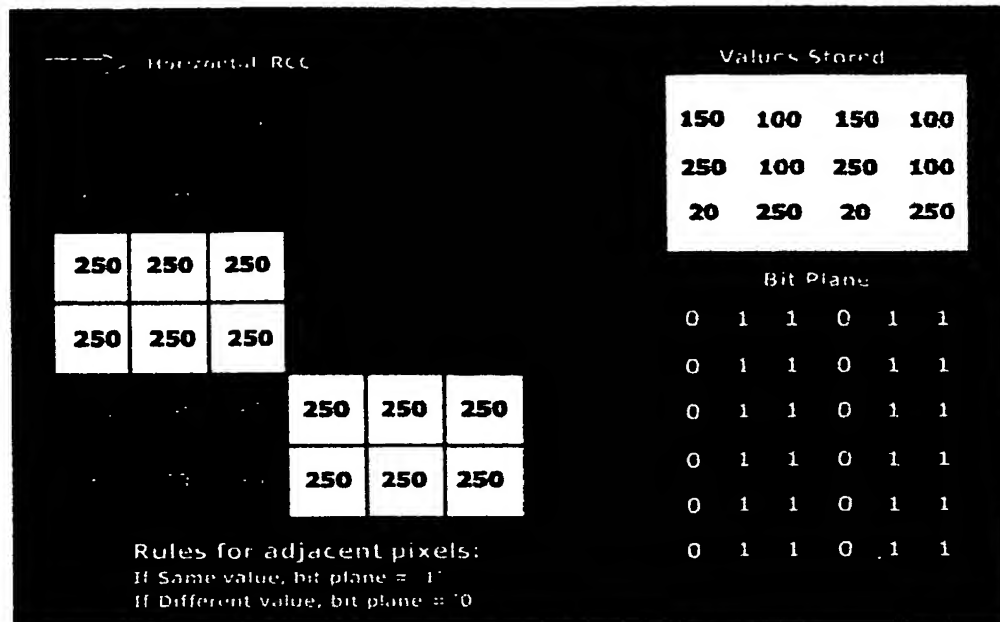 Horizontal RCC
Values Stored
150 100 150 100
250 100 250 100
20 250 20 250
250 250 250
250 250 250
250 250 250
250 250 250
Bit Plane
0 1 1 0 1 1
0 1 1 0 1 1
0 1 1 0 1 1
0 1 1 0 1 1
0 1 1 0 1 1
0 1 1 0 1 1
Rules for adjacent pixels:
If Same value, bit plane = '1'
If Different value, bit plane = '0